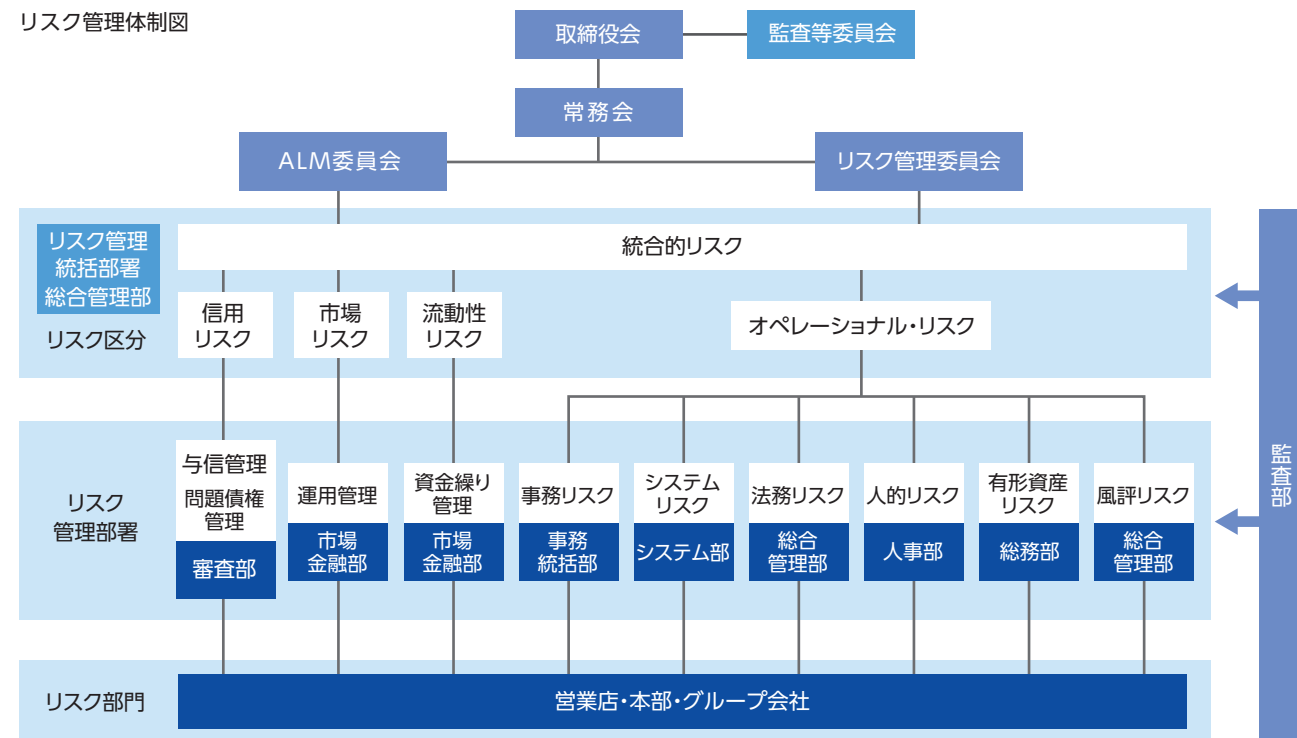 リスク管理体制図
取締役会
監査等委員会
常務会
ALM委員会
リスク管理委員会
リスク管理
統括部署
総合管理部
統合的リスク
リスク区分
信用
リスク
市場
リスク
流動性
リスク
オペレーショナル・リスク
リスク
管理部署
与信管理
問題債権
管理
審査部
運用管理
市場
金融部
資金繰り
管理
市場
金融部
事務リスク
事務
統括部
システム
リスク
システム部
法務リスク
総合
管理部
人的リスク
人事部
有形資産
リスク
総務部
風評リスク
総合
管理部
監査部
リスク部門
営業店・本部・グループ会社